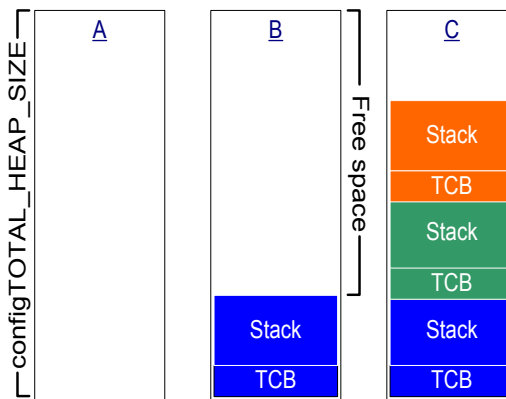 configTOTAL_HEAP_SIZE
A
B
Stack
TCB
Free space
C
Stack
TCB
Stack
TCB
Stack
TCB